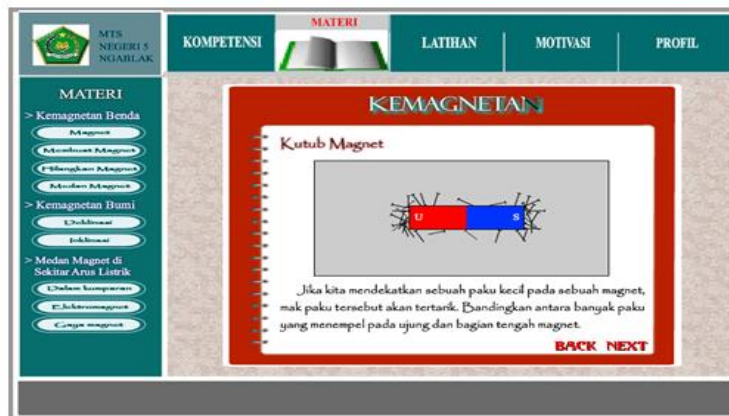 MTS
NEGERI 5
NGABLAK
KOMPETENSI
MATERI
LATIHAN
MOTIVASI
PROFIL
MATERI
> Kemagnetan Benda
Magnet
Membuat Magnet
Hilangkan Magnet
Medan Magnet
> Kemagnetan Bumi
Deklinasi
Inklinasi
> Medan Magnet di
Sekitar Arus Listrik
Dalam kumparan
Elektromagnet
Gaya magnet
KEMAGNETAN
Kutub Magnet
U
S
Jika kita mendekatkan sebuah paku kecil pada sebuah magnet,
mak paku tersebut akan tertarik. Bandingkan antara banyak paku
yang menempel pada ujung dan bagian tengah magnet.
BACK NEXT